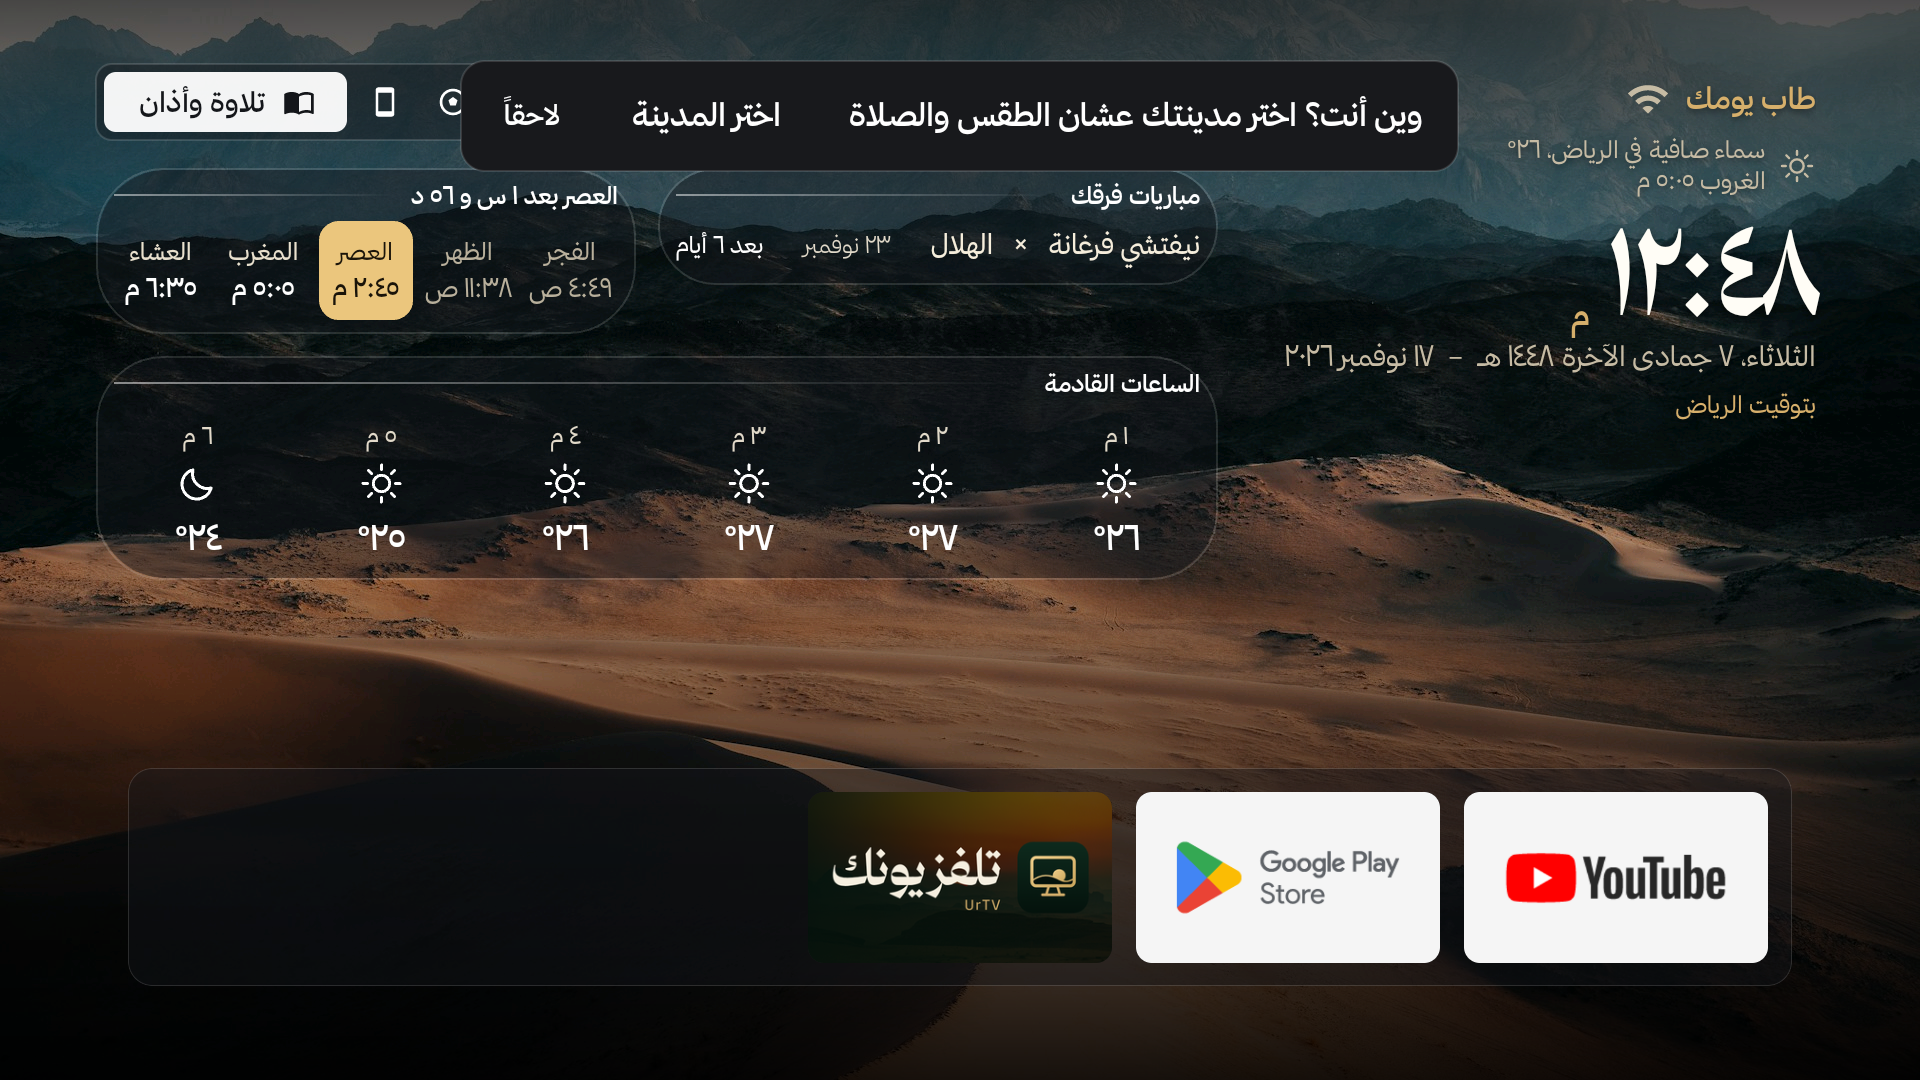 طاب يومك
سماء صافية في الرياض، ٢٦°
الغروب ٥:٠٥ م
١٢:٤٨ م
الثلاثاء، ٧ جمادى الآخرة ١٤٤٨ هـ – ١٧ نوفمبر ٢٠٢٦
بتوقيت الرياض
وين أنت؟ اختر مدينتك عشان الطقس والصلاة
اختر المدينة
لاحقاً
تلاوة وأذان
مباريات فرقك
نيفتشي فرغانة × الهلال ٢٣ نوفمبر بعد ٦ أيام
العصر بعد ١ س و ٥٦ د
الفجر الظهر العصر المغرب العشاء
٤:٤٩ ص ١١:٣٨ ص ٢:٤٥ م ٥:٠٥ م ٦:٣٥ م
الساعات القادمة
١ م ٢ م ٣ م ٤ م ٥ م ٦ م
٢٦° ٢٧° ٢٧° ٢٦° ٢٥° ٢٤°
YouTube
Google Play
Store
تلفزيونك
UrTV